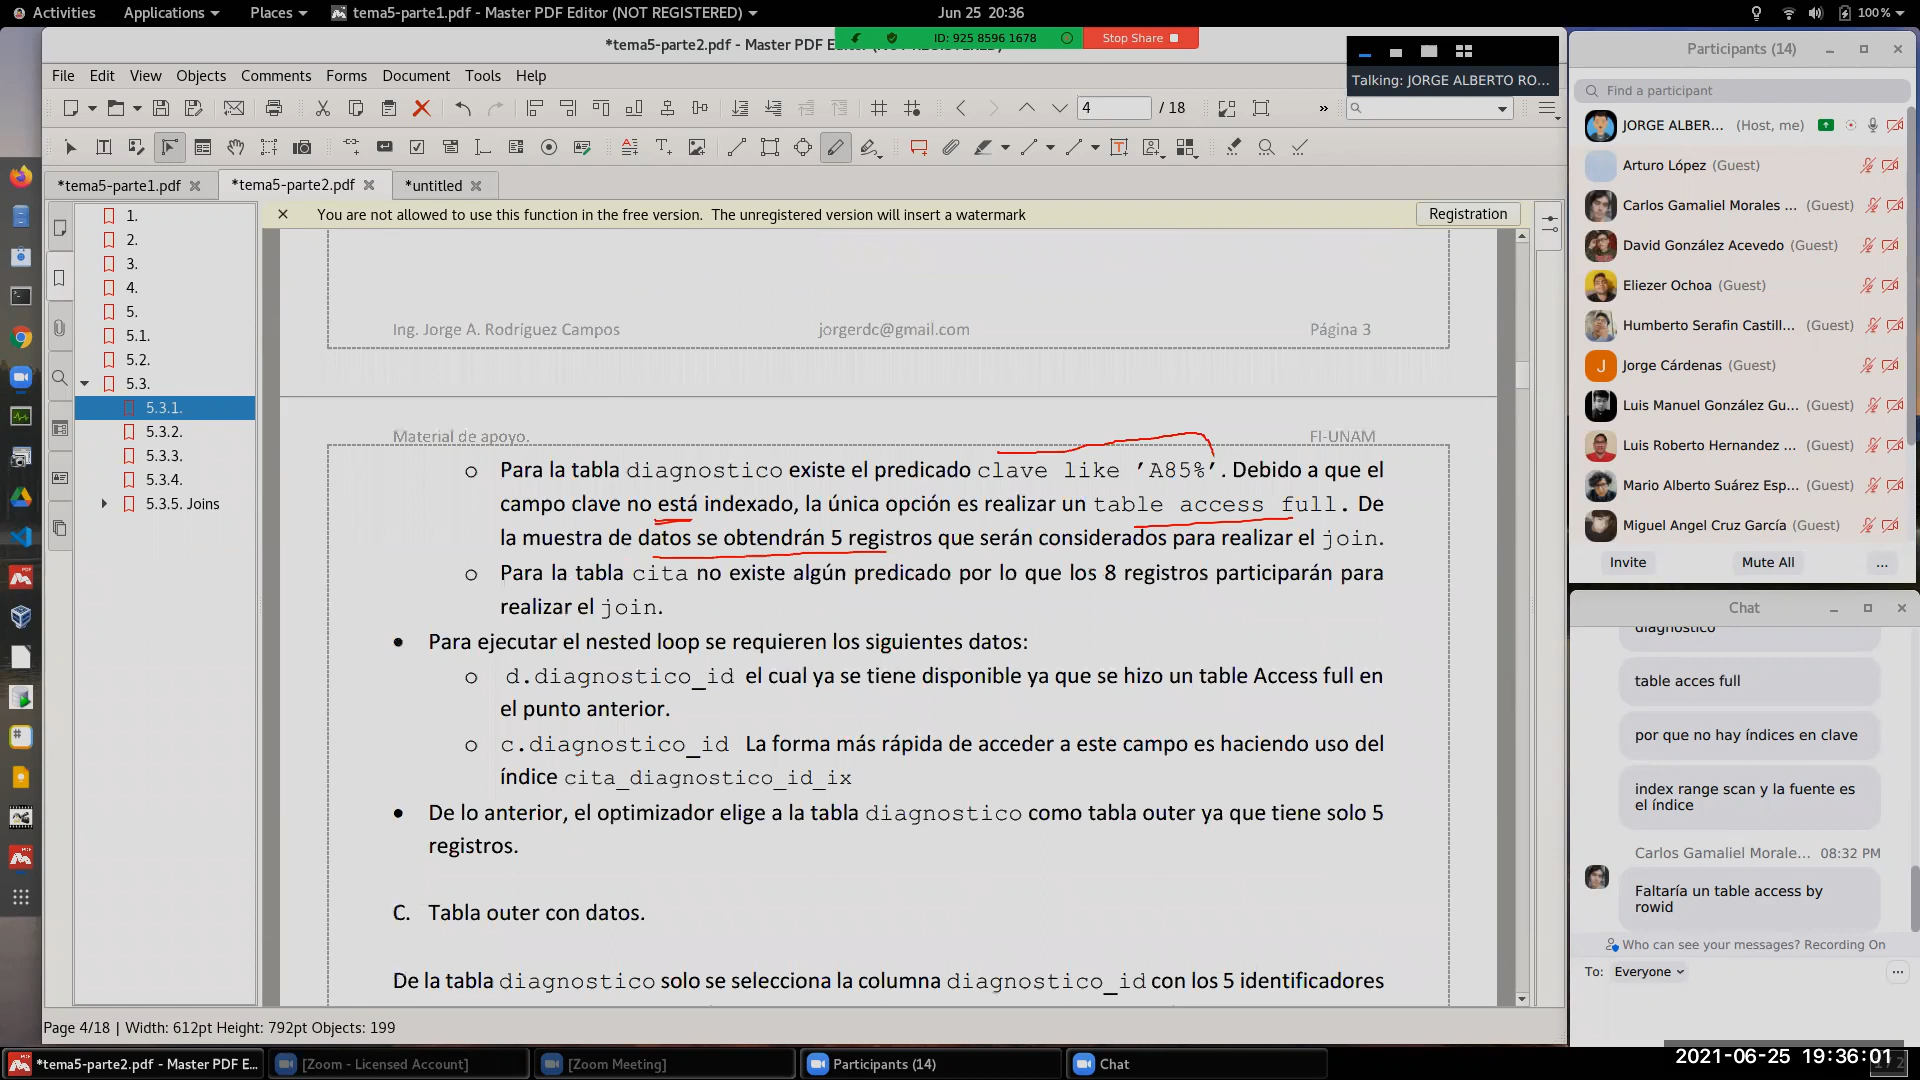 Activities Applications Places tema5-parte1.pdf - Master PDF Editor (NOT REGISTERED) Jun 25 20:36 100%
*tema5-parte2.pdf - Master PDF Edi
ID: 925 8596 1678 Stop Share
Talking: JORGE ALBERTO RO...
File Edit View Objects Comments Forms Document Tools Help
4 / 18
*tema5-parte1.pdf *tema5-parte2.pdf *untitled
You are not allowed to use this function in the free version. The unregistered version will insert a watermark Registration
1.
2.
3.
4.
5.
5.1.
5.2.
5.3.
5.3.1.
5.3.2.
5.3.3.
5.3.4.
5.3.5. Joins
Ing. Jorge A. Rodríguez Campos jorgerdc@gmail.com Página 3
Material de apoyo. FI-UNAM
o Para la tabla diagnostico existe el predicado clave like 'A85%'. Debido a que el
campo clave no está indexado, la única opción es realizar un table access full. De
la muestra de datos se obtendrán 5 registros que serán considerados para realizar el join.
o Para la tabla cita no existe algún predicado por lo que los 8 registros participarán para
realizar el join.
• Para ejecutar el nested loop se requieren los siguientes datos:
o d.diagnostico_id el cual ya se tiene disponible ya que se hizo un table Access full en
el punto anterior.
o c.diagnostico_id La forma más rápida de acceder a este campo es haciendo uso del
índice cita_diagnostico_id_ix
• De lo anterior, el optimizador elige a la tabla diagnostico como tabla outer ya que tiene solo 5
registros.
C. Tabla outer con datos.
De la tabla diagnostico solo se selecciona la columna diagnostico_id con los 5 identificadores
Page 4/18 | Width: 612pt Height: 792pt Objects: 199
Participants (14)
Find a participant
JORGE ALBER... (Host, me)
Arturo López (Guest)
Carlos Gamaliel Morales ... (Guest)
David González Acevedo (Guest)
Eliezer Ochoa (Guest)
Humberto Serafin Castill... (Guest)
J Jorge Cárdenas (Guest)
Luis Manuel González Gu... (Guest)
Luis Roberto Hernandez ... (Guest)
Mario Alberto Suárez Esp... (Guest)
Miguel Angel Cruz García (Guest)
Invite Mute All ...
Chat
diagnostico
table acces full
por que no hay índices en clave
index range scan y la fuente es
el índice
Carlos Gamaliel Morale... 08:32 PM
Faltaría un table access by
rowid
Who can see your messages? Recording On
To: Everyone
*tema5-parte2.pdf - Master PDF E... [Zoom - Licensed Account] [Zoom Meeting] Participants (14) Chat
2021-06-25 19:36:01